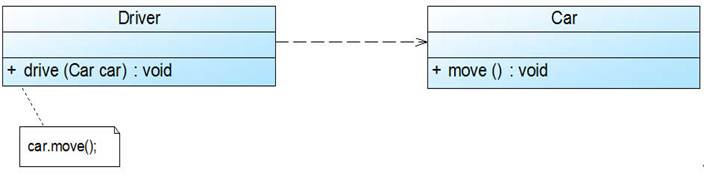 Driver
+ drive (Car car) : void
car.move();
Car
+ move () : void